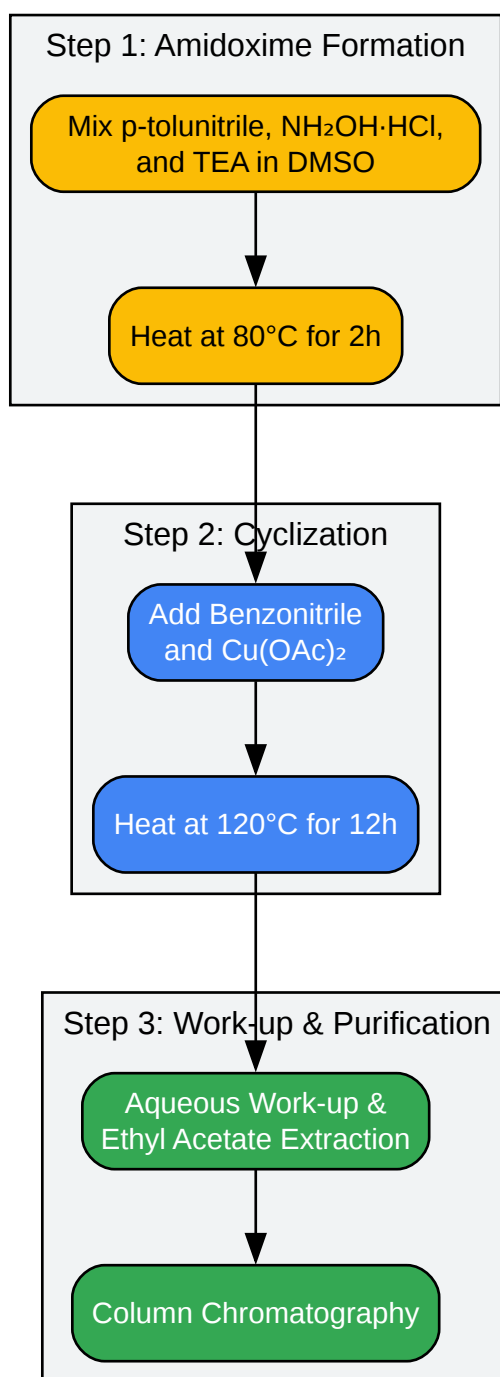 Step 1: Amidoxime Formation
Mix p-tolunitrile, NH₂OH·HCl,
and TEA in DMSO
Heat at 80°C for 2h
Step 2: Cyclization
Add Benzonitrile
and Cu(OAc)₂
Heat at 120°C for 12h
Step 3: Work-up & Purification
Aqueous Work-up &
Ethyl Acetate Extraction
Column Chromatography